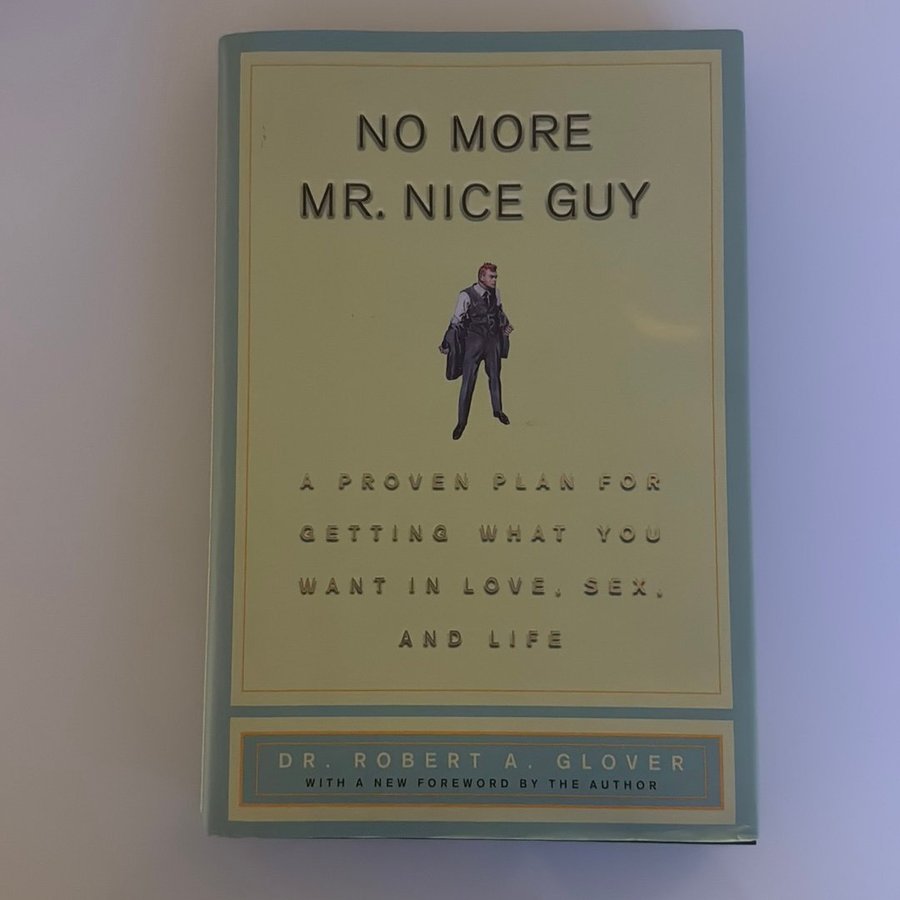 NO MORE
MR. NICE GUY
A PROVEN PLAN FOR
GETTING WHAT YOU
WANT IN LOVE, SEX,
AND LIFE
DR. ROBERT A. GLOVER
WITH A NEW FOREWORD BY THE AUTHOR